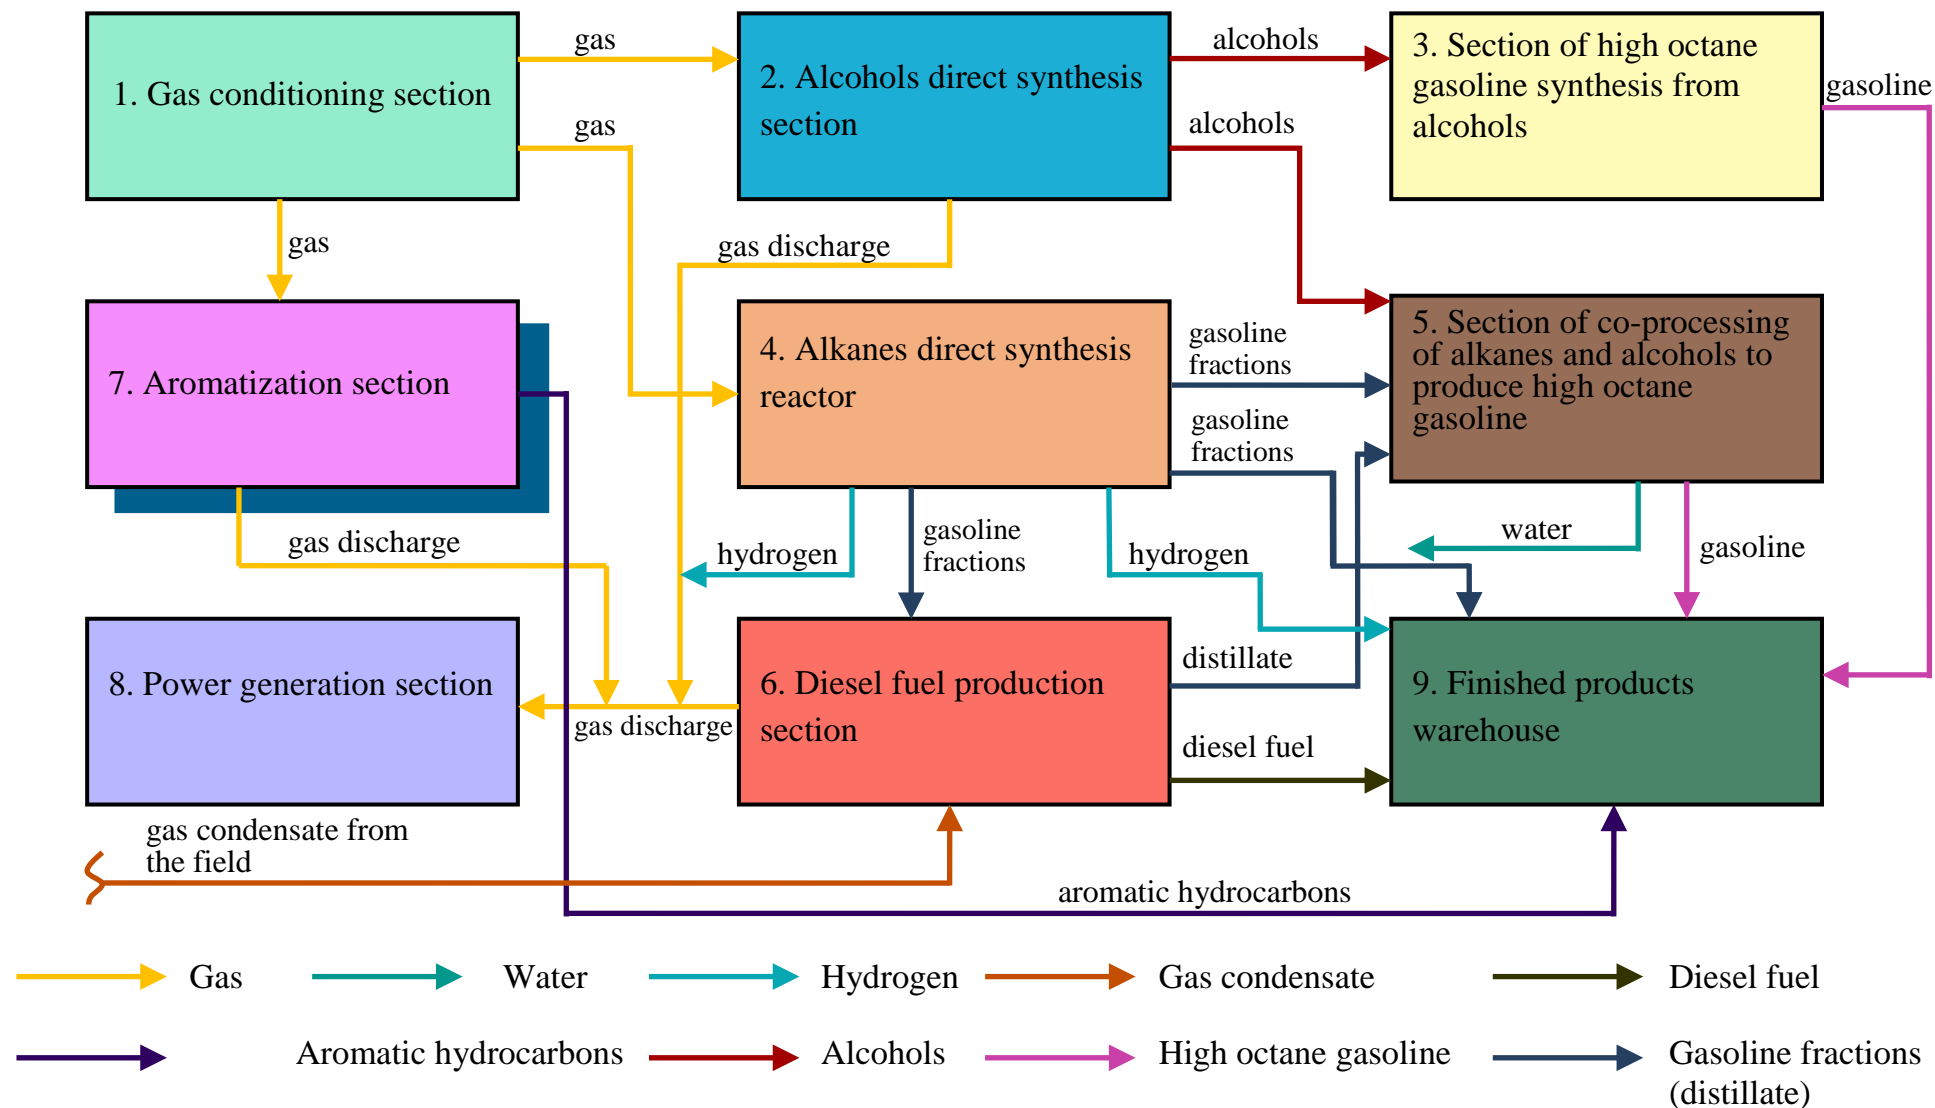 gas
alcohols
1. Gas conditioning section
2. Alcohols direct synthesis
section
3. Section of high octane
gasoline synthesis from
alcohols
gasoline
gas
alcohols
gas
gas discharge
7. Aromatization section
4. Alkanes direct synthesis
reactor
gasoline
fractions
gasoline
fractions
5. Section of co-processing
of alkanes and alcohols to
produce high octane
gasoline
gas discharge
hydrogen
gasoline
fractions
hydrogen
water
gasoline
8. Power generation section
gas discharge
6. Diesel fuel production
section
distillate
diesel fuel
9. Finished products
warehouse
gas condensate from
the field
aromatic hydrocarbons
Gas
Water
Hydrogen
Gas condensate
Diesel fuel
Aromatic hydrocarbons
Alcohols
High octane gasoline
Gasoline fractions
(distillate)